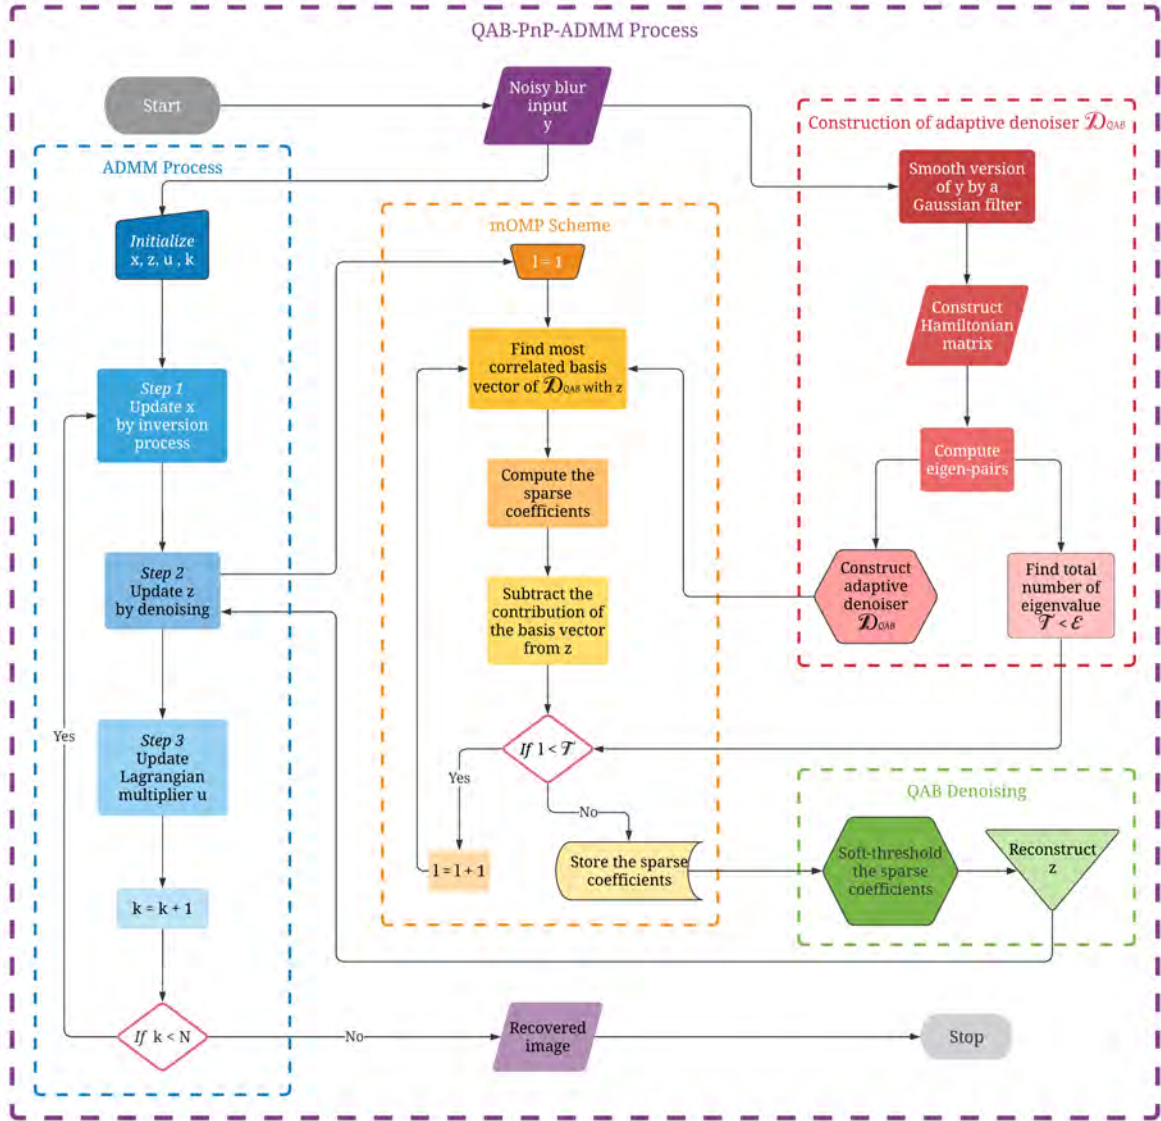 QAB-PnP-ADMM Process
Start
Noisy blur
input
y
Construction of adaptive denoiser 𝒟QAB
Smooth version
of y by a
Gaussian filter
Construct
Hamiltonian
matrix
Compute
eigen-pairs
Construct
adaptive
denoiser
𝒟QAB
Find total
number of
eigenvalue
𝒯 < ℰ
ADMM Process
Initialize
x, z, u , k
Step 1
Update x
by inversion
process
Step 2
Update z
by denoising
Step 3
Update
Lagrangian
multiplier u
k = k + 1
If k < N
Yes
No
mOMP Scheme
l = 1
Find most
correlated basis
vector of 𝒟QAB with z
Compute the
sparse
coefficients
Subtract the
contribution of
the basis vector
from z
If l < 𝒯
Yes
No
l = l + 1
Store the sparse
coefficients
QAB Denoising
Soft-threshold
the sparse
coefficients
Reconstruct
z
Recovered
image
Stop